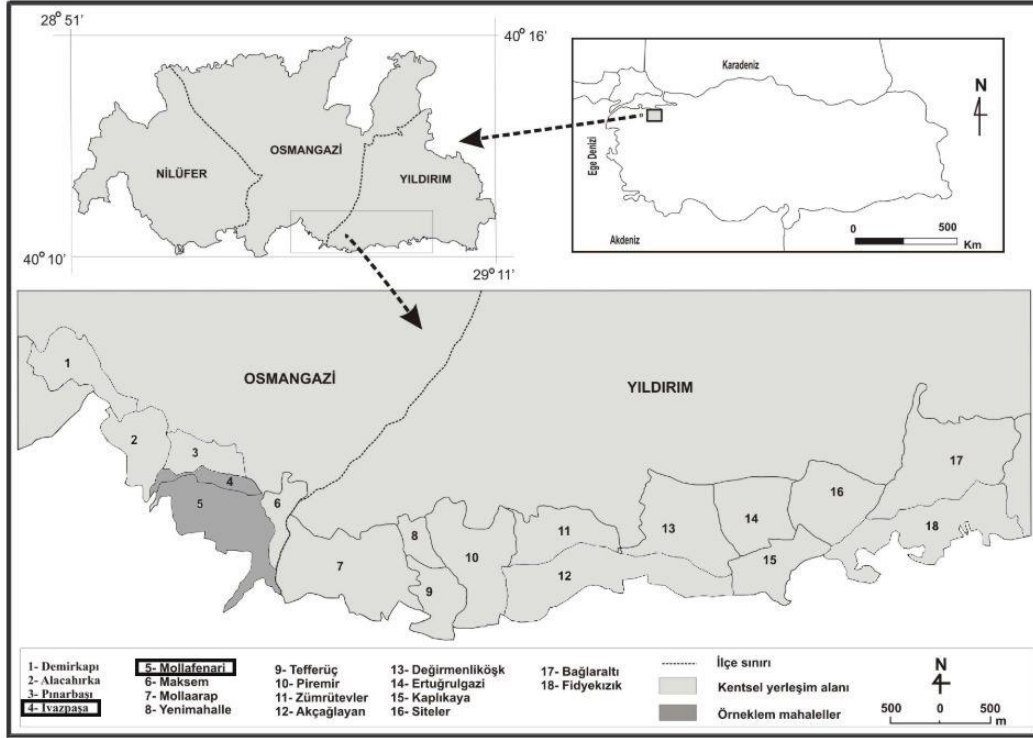 28° 51'
40° 16'
NİLÜFER
OSMANGAZİ
YILDIRIM
40° 10'
29° 11'
Karadeniz
Ege Denizi
Akdeniz
N
0 500
Km
OSMANGAZİ
YILDIRIM
1
2
3
4
5
6
7
8
9
10
11
12
13
14
15
16
17
18
1- Demirkapı
2- Alacahırka
3- Pınarbaşı
4- İvazpaşa
5- Mollafenari
6- Maksem
7- Mollaarap
8- Yenimahalle
9- Tefferüç
10- Piremir
11- Zümrütevler
12- Akçağlayan
13- Değirmenliköşk
14- Ertuğrulgazi
15- Kaplıkaya
16- Siteler
17- Bağlaraltı
18- Fidyekızık
İlçe sınırı
Kentsel yerleşim alanı
Örneklem mahaleller
N
500 0 500
m